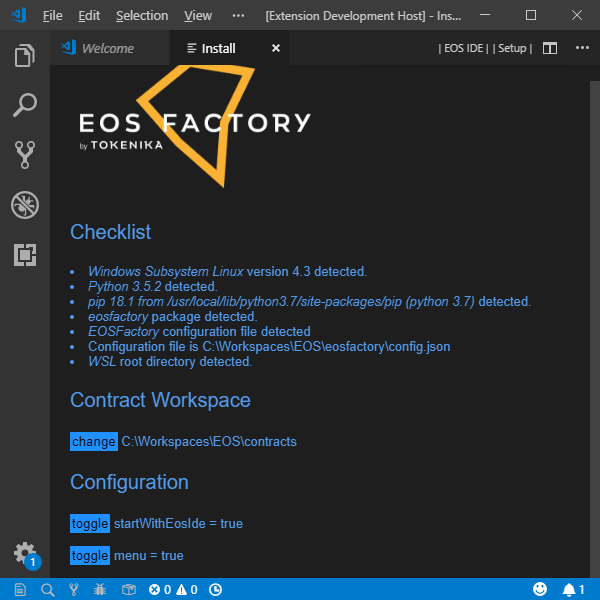 File Edit Selection View ··· [Extension Development Host] - Ins...
Welcome Install × | EOS IDE | | Setup | ···
EOS FACTORY
by TOKENIKA
Checklist
• Windows Subsystem Linux version 4.3 detected.
• Python 3.5.2 detected.
• pip 18.1 from /usr/local/lib/python3.7/site-packages/pip (python 3.7) detected.
• eosfactory package detected.
• EOSFactory configuration file detected
• Configuration file is C:\Workspaces\EOS\eosfactory\config.json
• WSL root directory detected.
Contract Workspace
change C:\Workspaces\EOS\contracts
Configuration
toggle startWithEosIde = true
toggle menu = true
1
0 0 1